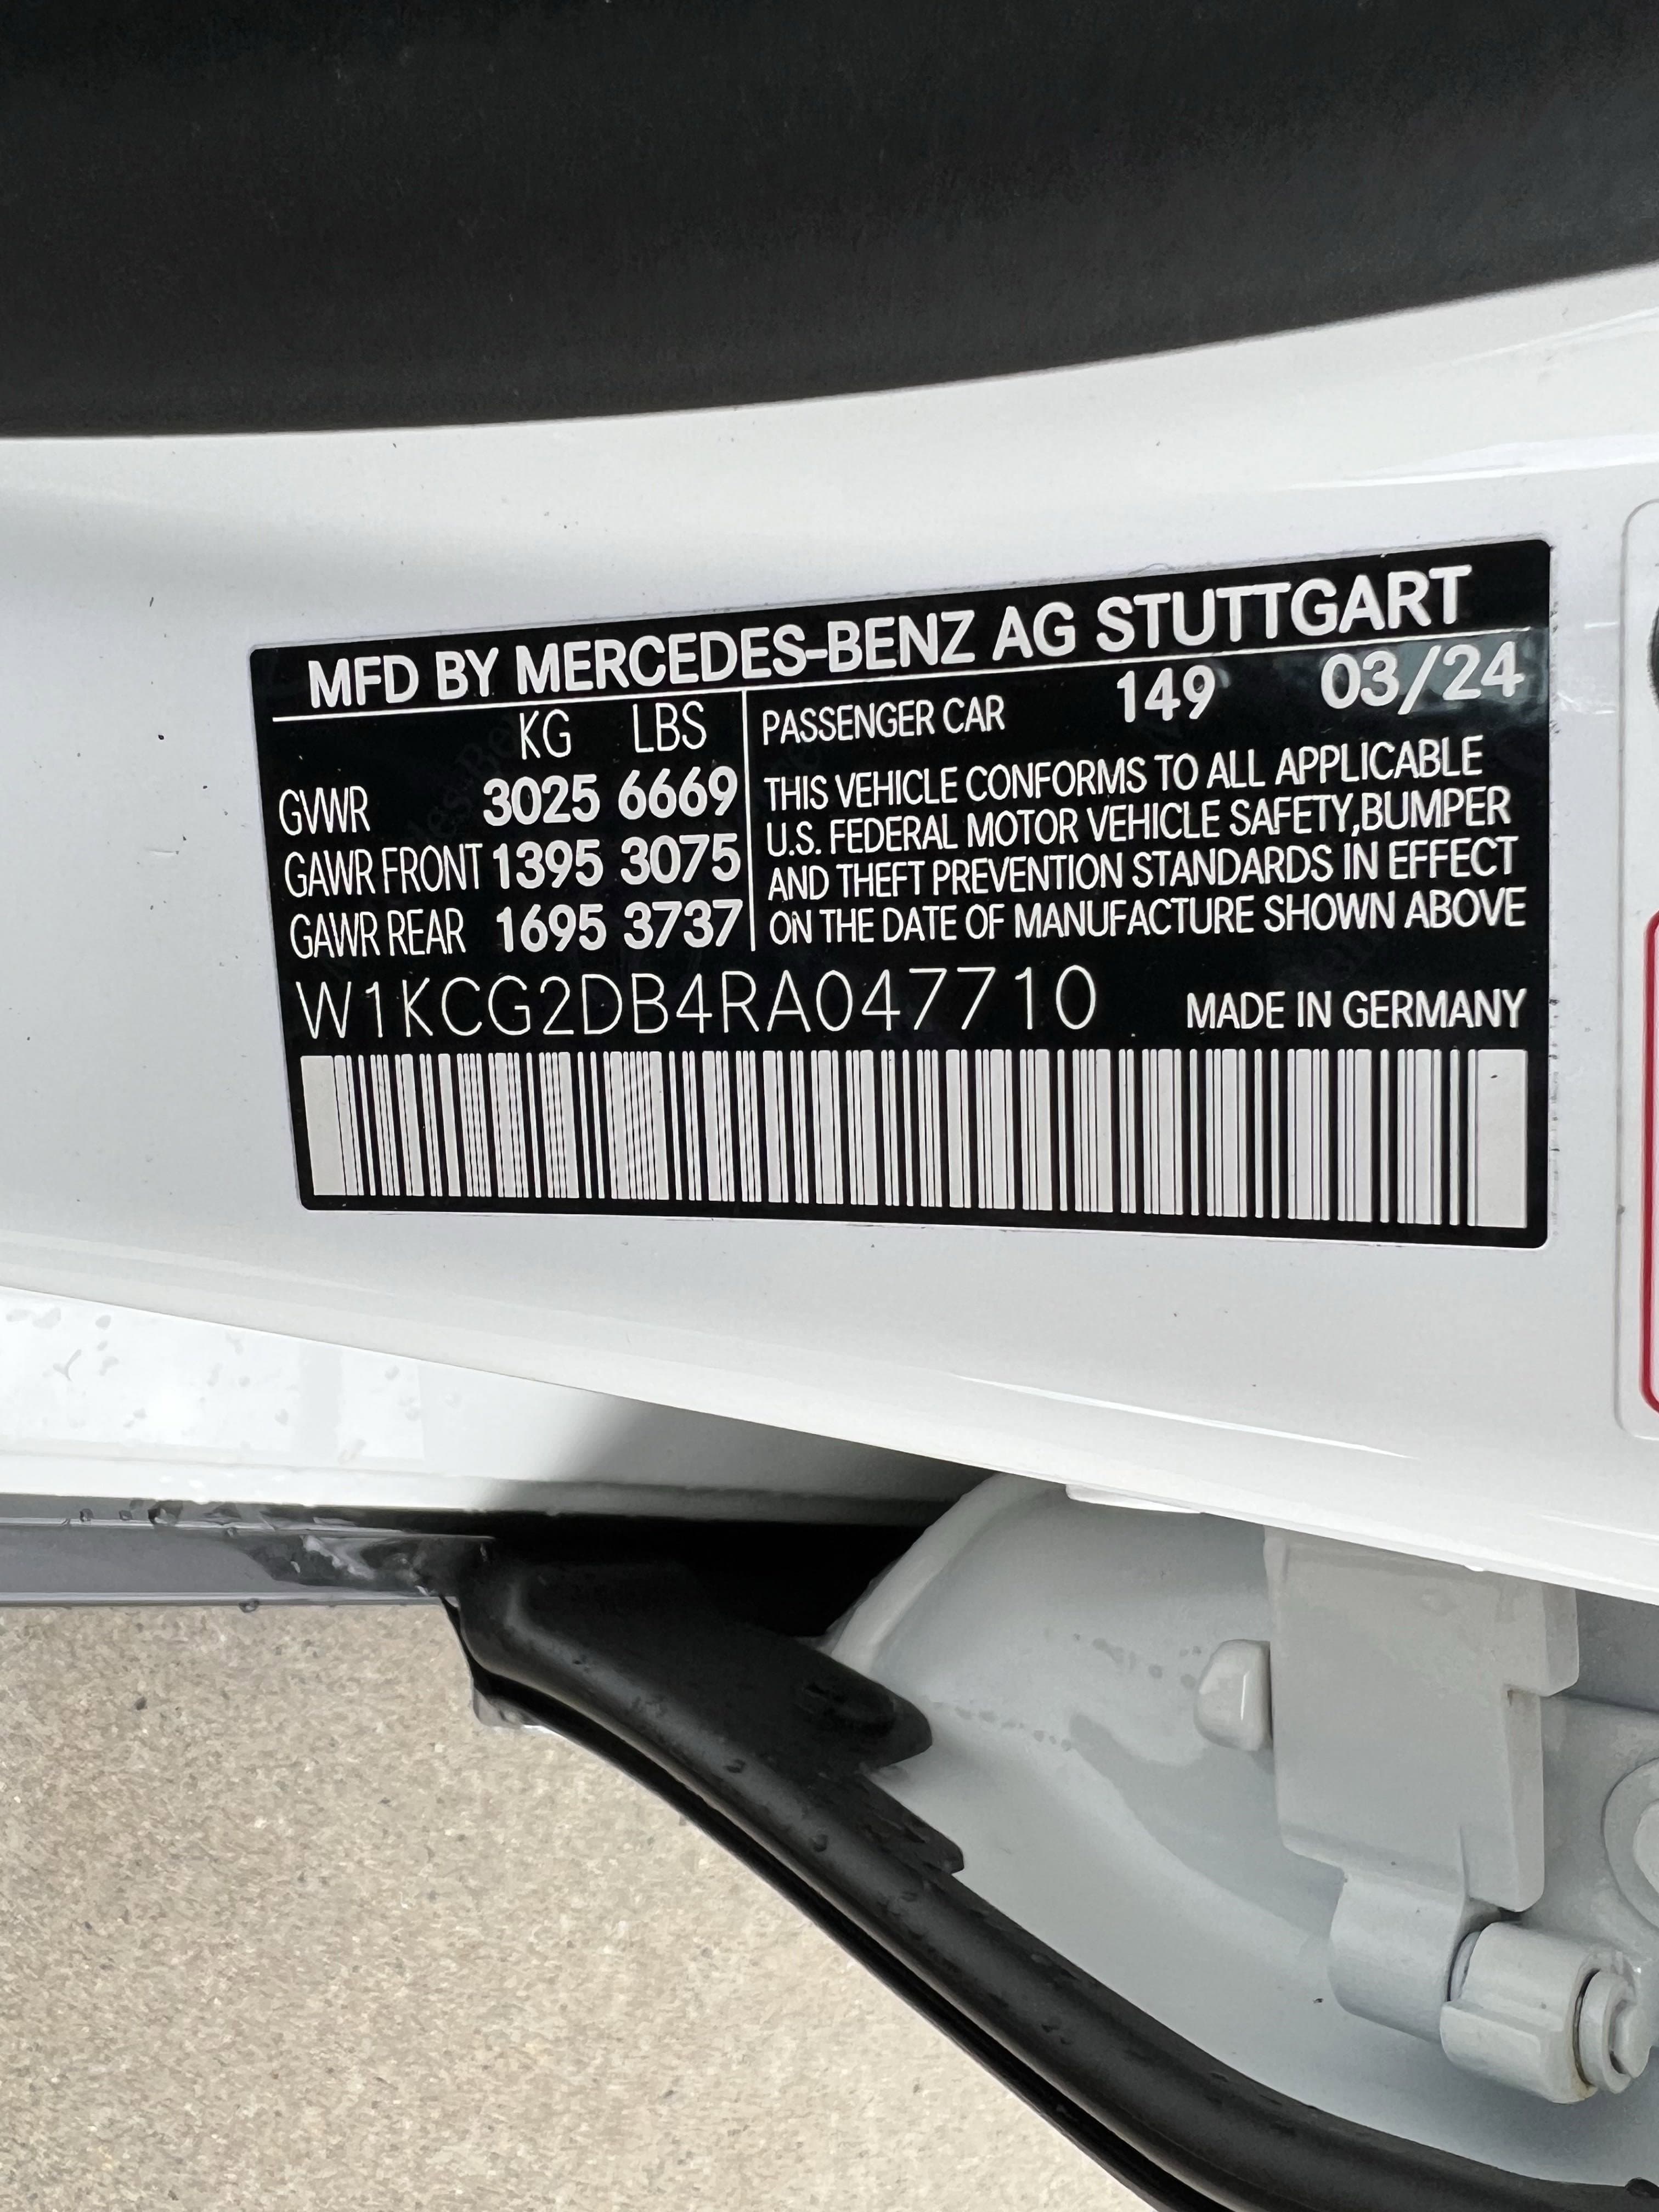 MFD BY MERCEDES-BENZ AG STUTTGART
KG LBS
GVWR 3025 6669
GAWR FRONT 1395 3075
GAWR REAR 1695 3737
PASSENGER CAR 149 03/24
THIS VEHICLE CONFORMS TO ALL APPLICABLE
U.S. FEDERAL MOTOR VEHICLE SAFETY,BUMPER
AND THEFT PREVENTION STANDARDS IN EFFECT
ON THE DATE OF MANUFACTURE SHOWN ABOVE
W1KCG2DB4RA047710 MADE IN GERMANY